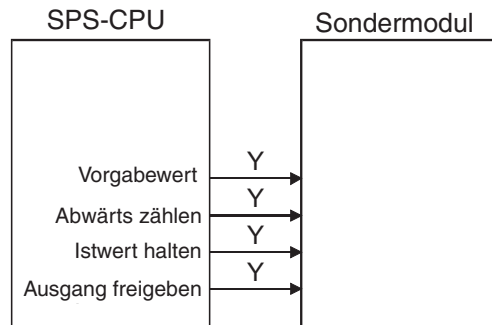 SPS-CPU
Sondermodul
Vorgabewert Y
Abwärts zählen Y
Istwert halten Y
Ausgang freigeben Y